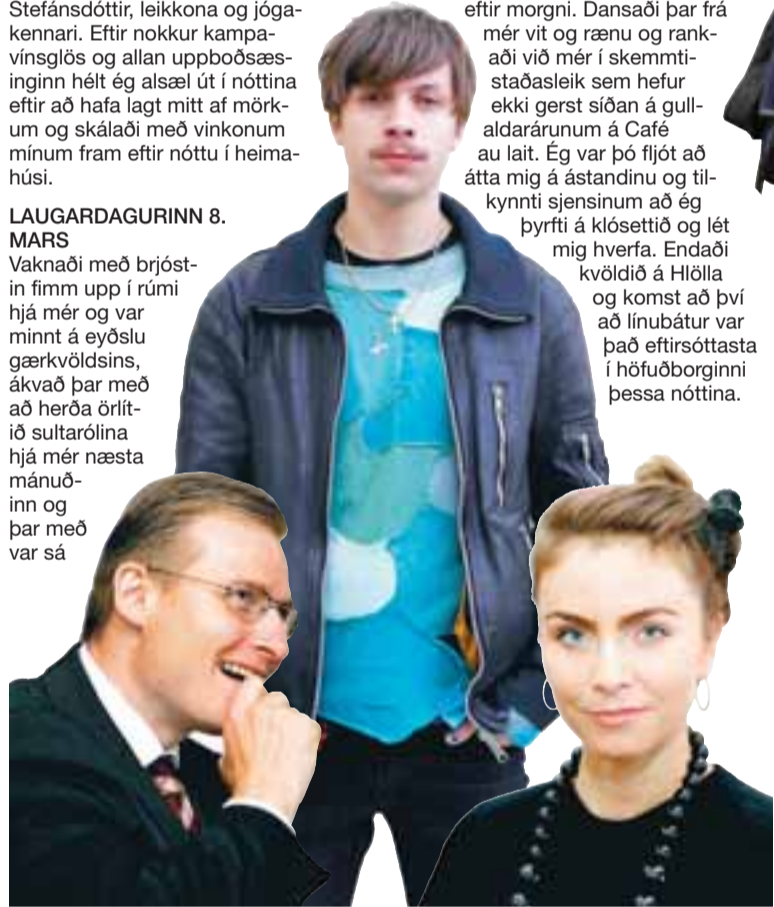 Stefánsdóttir, leikkona og jóga-
kennari. Eftir nokkur kampa-
vínsglös og allan uppboðsæs-
inginn hélt ég alsæl út í nóttina
eftir að hafa lagt mitt af mörk-
um og skálaði með vinkonum
mínum fram eftir nóttu í heima-
húsi.
LAUGARDAGURINN 8.
MARS
Vaknaði með brjóst-
in fimm upp í rúmi
hjá mér og var
minnt á eyðslu
gærkvöldsins,
ákvað þar með
að herða örlít-
ið sultarólina
hjá mér næsta
mánuð-
inn og
þar með
var sá
eftir morgni. Dansaði þar frá
mér vit og rænu og rank-
aði við mér í skemmti-
staðasleik sem hefur
ekki gerst síðan á gull-
aldarárunum á Café
au lait. Ég var þó fljót að
átta mig á ástandinu og til-
kynnti sjensinum að ég
þyrfti á klósettið og lét
mig hverfa. Endaði
kvöldið á Hlölla
og komst að því
að línubátur var
það eftirsóttasta
í höfuðborginni
þessa nóttina.